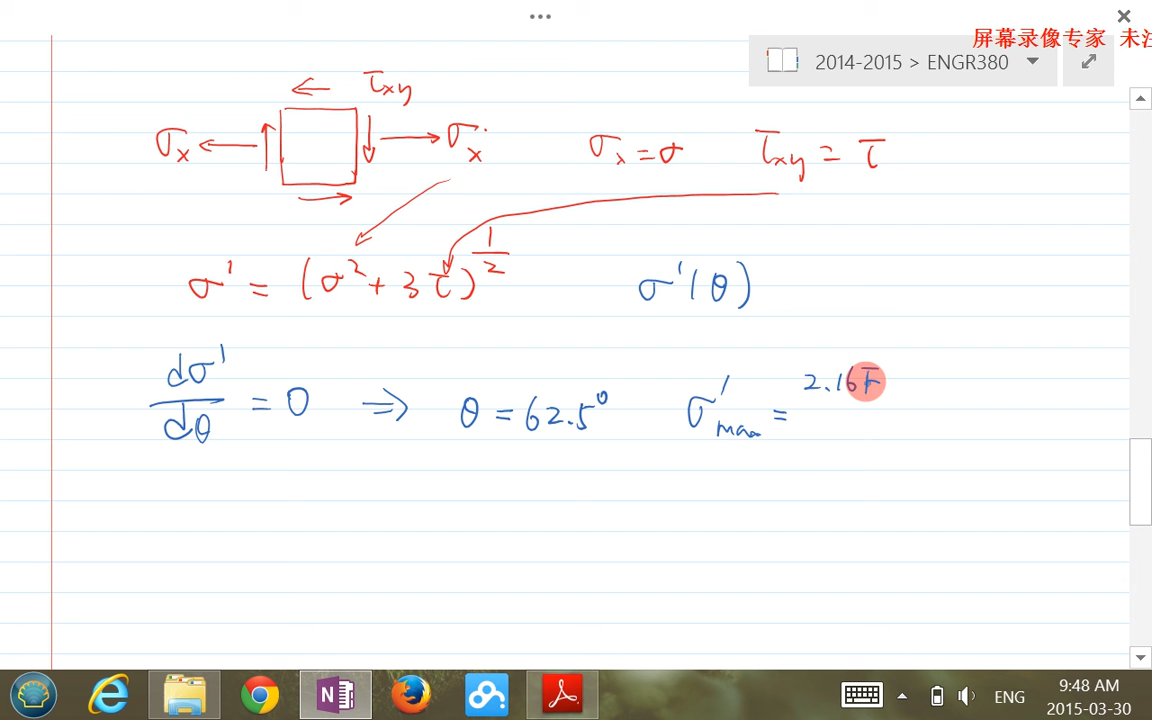 屏幕录像专家 未
2014-2015 > ENGR380
τxy
σx
σx
σx = σ
τxy = τ
σ' = (σ² + 3τ)^1/2
σ'(θ)
dσ'/dθ = 0 ⇒ θ = 62.5° σ'max = 2.16F
N
ENG
9:48 AM
2015-03-30